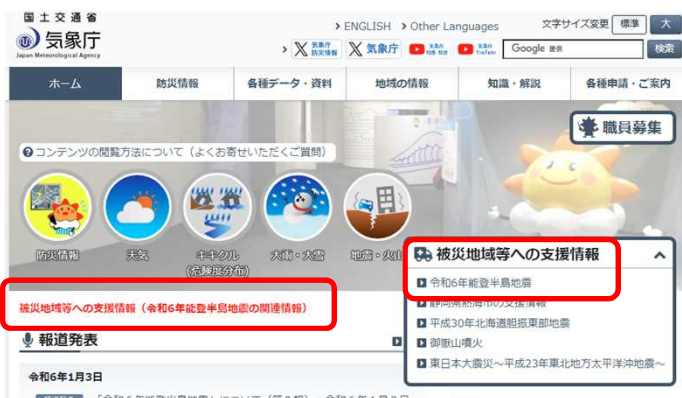 国土交通省
気象庁
Japan Meteorological Agency
ENGLISH Other Languages 文字サイズ変更 標準 大
気象庁防災情報 気象庁 Google 提供 検索
ホーム 防災情報 各種データ・資料 地域の情報 知識・解説 各種申請・ご案内
職員募集
コンテンツの閲覧方法について(よくお寄せいただくご質問)
防災情報 天気 キキクル(危険度分布) 大雨・大雪 地震・火山
被災地域等への支援情報
令和6年能登半島地震
静岡県熱海市の支援情報
平成30年北海道胆振東部地震
御嶽山噴火
東日本大震災~平成23年東北地方太平洋沖地震~
被災地域等への支援情報(令和6年能登半島地震の関連情報)
報道発表
令和6年1月3日